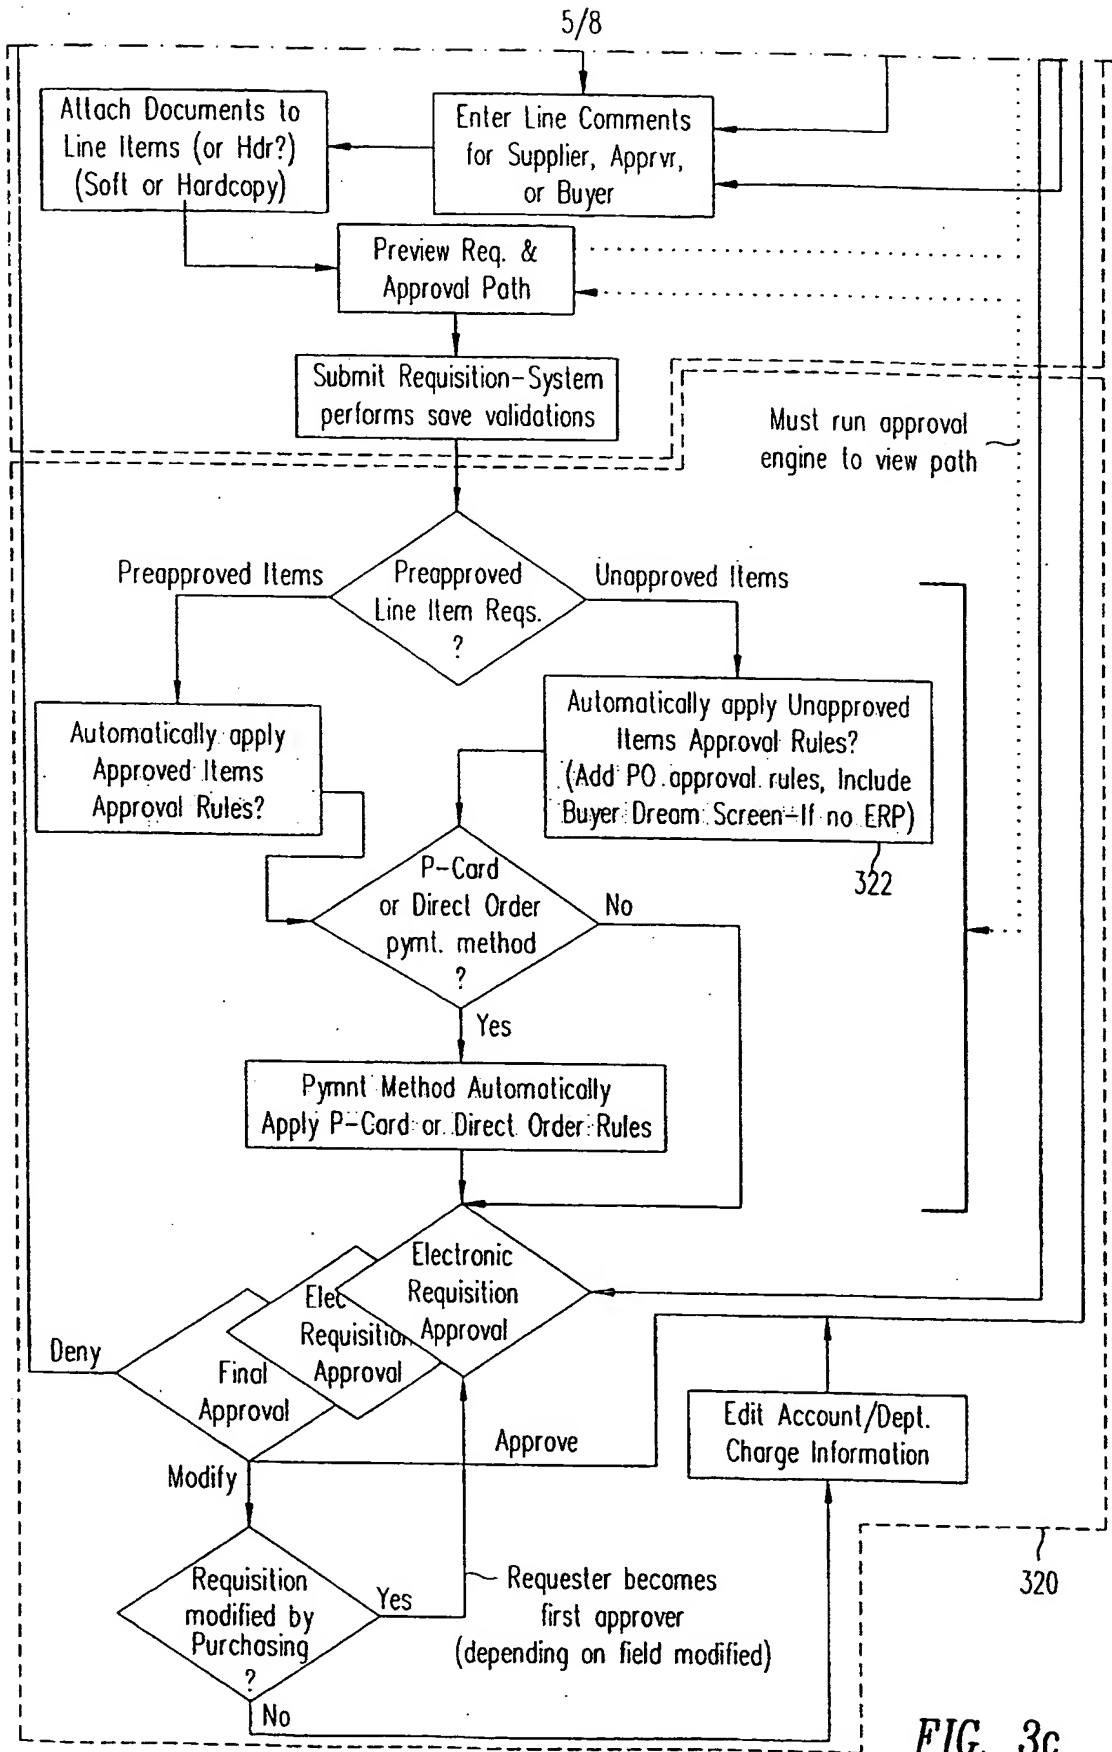 5/8
Attach Documents to
Line Items (or Hdr?)
(Soft or Hardcopy)
Enter Line Comments
for Supplier, Apprvr,
or Buyer
Preview Req. &
Approval Path
Submit Requisition-System
performs save validations
Must run approval
engine to view path
Preapproved Items
Preapproved
Line Item Reqs.
?
Unapproved Items
Automatically apply
Approved Items
Approval Rules?
Automatically apply Unapproved
Items Approval Rules?
(Add PO approval rules, Include
Buyer Dream Screen-If no ERP)
322
P-Card
or Direct Order
pymt. method
?
No
Yes
Pymnt Method Automatically
Apply P-Card or Direct Order Rules
Electronic
Requisition
Approval
Elec
Requisition
Approval
Final
Approval
Deny
Approve
Modify
Edit Account/Dept.
Charge Information
Requisition
modified by
Purchasing
?
Yes
Requester becomes
first approver
(depending on field modified)
No
320
FIG. 3c